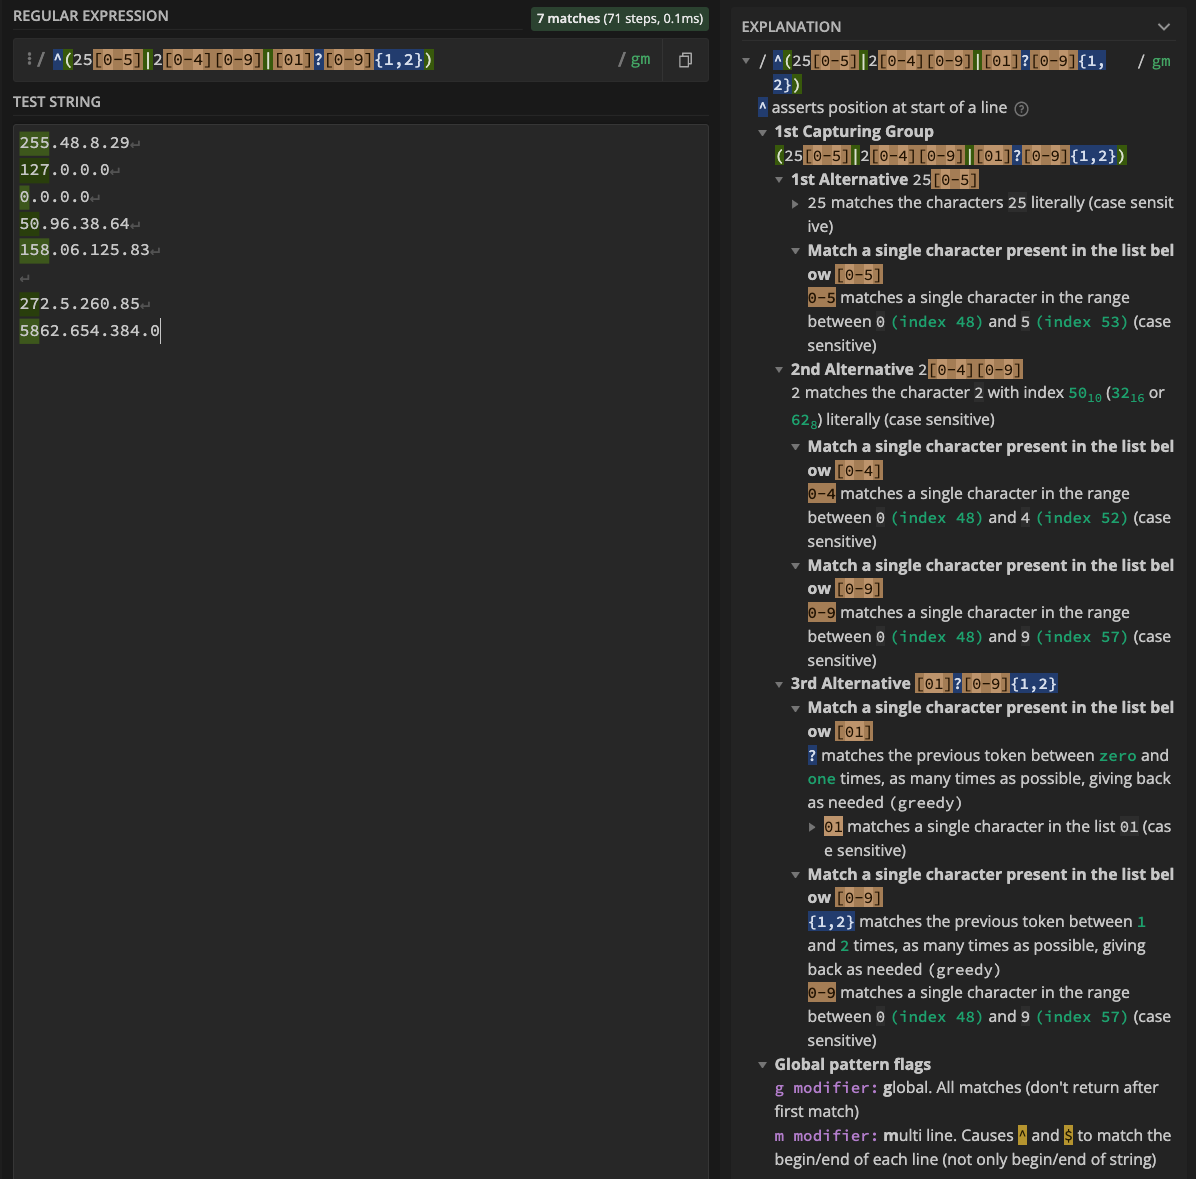 REGULAR EXPRESSION
7 matches (71 steps, 0.1ms)
/ ^(25[0-5]|2[0-4][0-9]|[01]?[0-9]{1,2}) / gm
TEST STRING
255.48.8.29↵
127.0.0.0↵
0.0.0.0↵
50.96.38.64↵
158.06.125.83↵
↵
272.5.260.85↵
5862.654.384.0
EXPLANATION
/ ^(25[0-5]|2[0-4][0-9]|[01]?[0-9]{1, / gm
2})
^ asserts position at start of a line ?
1st Capturing Group
(25[0-5]|2[0-4][0-9]|[01]?[0-9]{1,2})
1st Alternative 25[0-5]
25 matches the characters 25 literally (case sensit
ive)
Match a single character present in the list bel
ow [0-5]
0-5 matches a single character in the range
between 0 (index 48) and 5 (index 53) (case
sensitive)
2nd Alternative 2[0-4][0-9]
2 matches the character 2 with index 50₁₀ (32₁₆ or
62₈) literally (case sensitive)
Match a single character present in the list bel
ow [0-4]
0-4 matches a single character in the range
between 0 (index 48) and 4 (index 52) (case
sensitive)
Match a single character present in the list bel
ow [0-9]
0-9 matches a single character in the range
between 0 (index 48) and 9 (index 57) (case
sensitive)
3rd Alternative [01]?[0-9]{1,2}
Match a single character present in the list bel
ow [01]
? matches the previous token between zero and
one times, as many times as possible, giving back
as needed (greedy)
01 matches a single character in the list 01 (cas
e sensitive)
Match a single character present in the list bel
ow [0-9]
{1,2} matches the previous token between 1
and 2 times, as many times as possible, giving
back as needed (greedy)
0-9 matches a single character in the range
between 0 (index 48) and 9 (index 57) (case
sensitive)
Global pattern flags
g modifier: global. All matches (don't return after
first match)
m modifier: multi line. Causes ^ and $ to match the
begin/end of each line (not only begin/end of string)